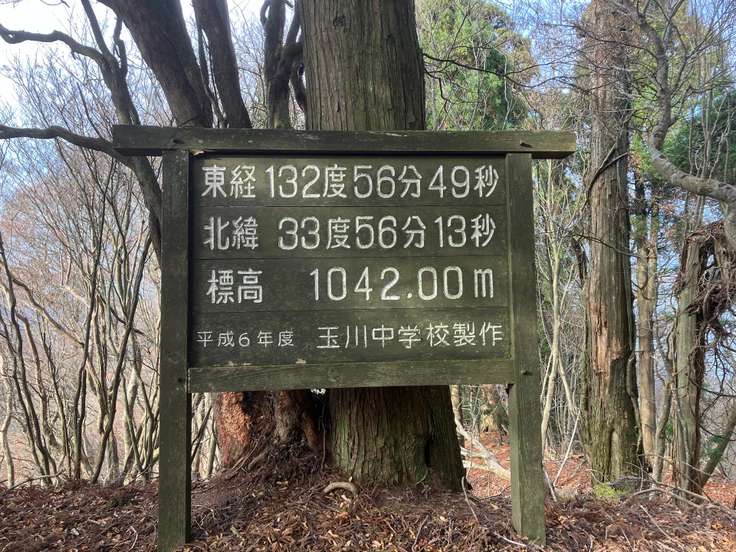 東経132度56分49秒
北緯 33度56分13秒
標高 1042.00m
平成6年度 玉川中学校製作